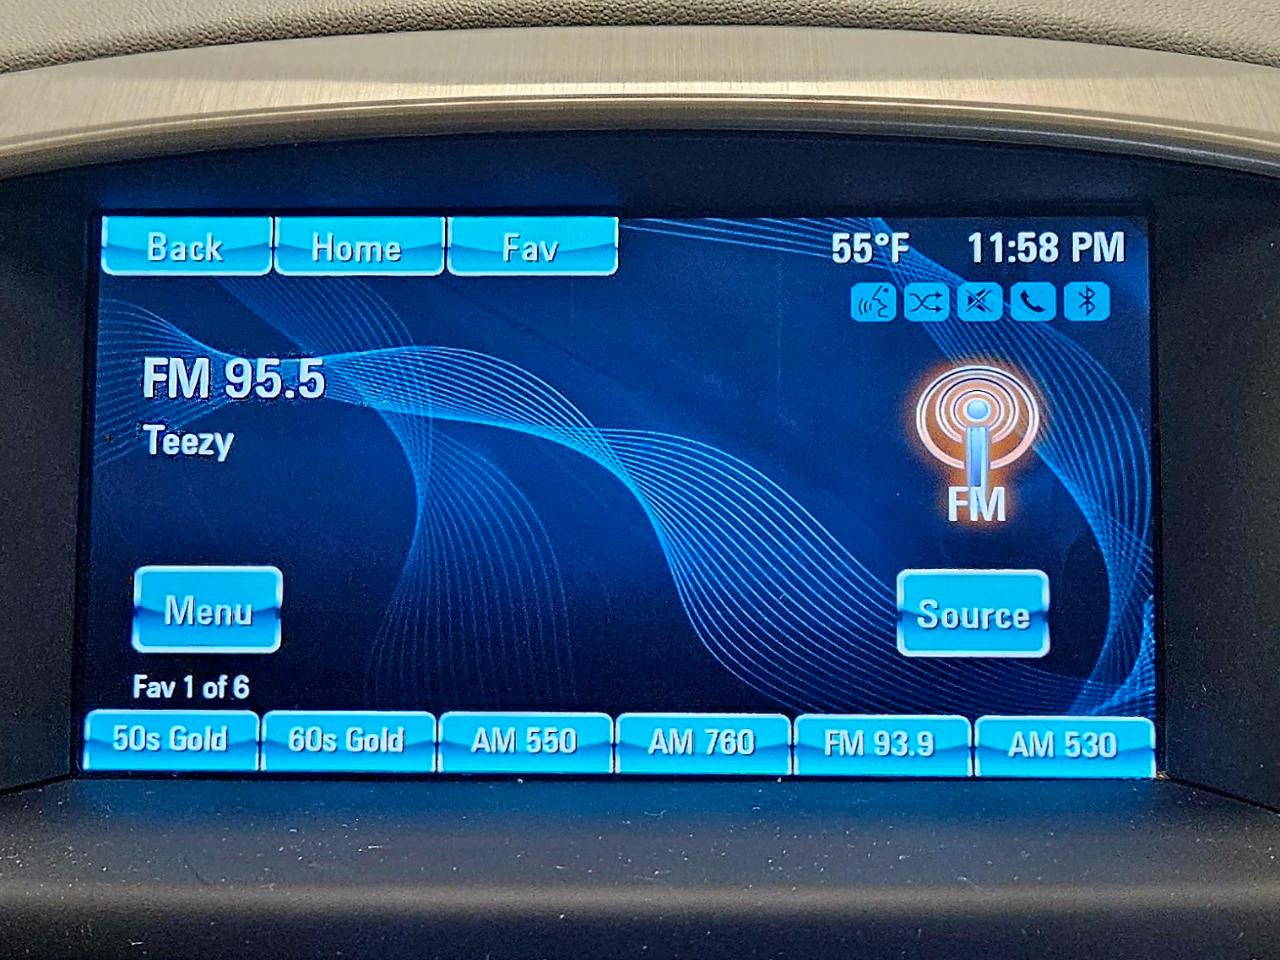 Back Home Fav 55°F 11:58 PM
FM 95.5
Teezy
FM
Menu Source
Fav 1 of 6
50s Gold 60s Gold AM 550 AM 760 FM 93.9 AM 530